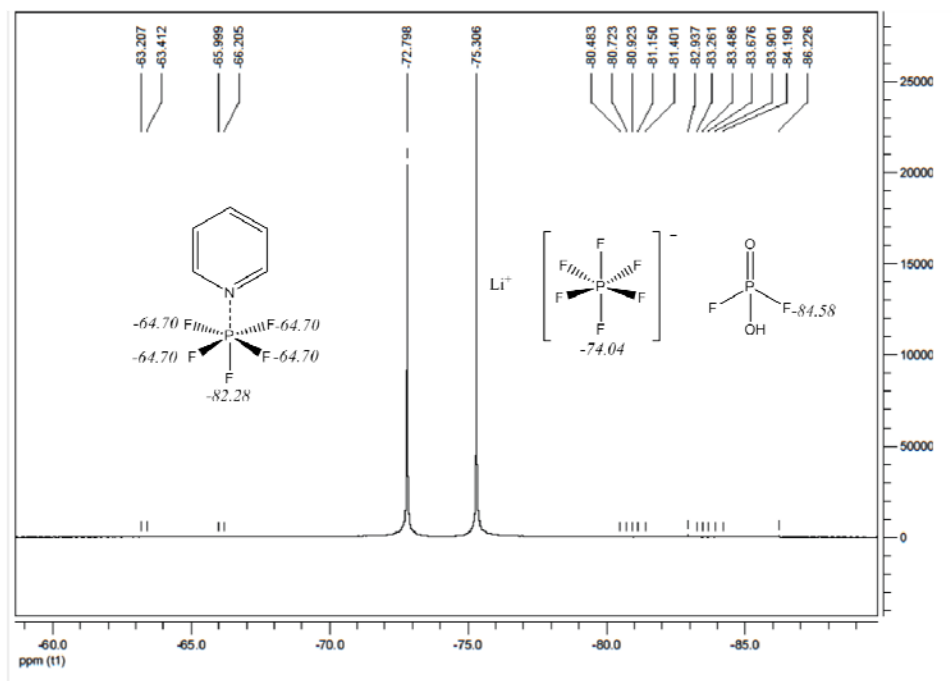 -63.207
-63.412
-65.999
-66.205
-72.798
-75.306
-80.483
-80.723
-80.923
-81.150
-81.401
-82.937
-83.261
-83.486
-83.676
-83.901
-84.190
-86.226
25000
20000
15000
10000
50000
0
N
-64.70 F P F -64.70
-64.70 F F -64.70
F
-82.28
Li+
F
F F
P
F F
F
-74.04
−
O
P
F F -84.58
OH
-60.0 -65.0 -70.0 -75.0 -80.0 -85.0
ppm (t1)